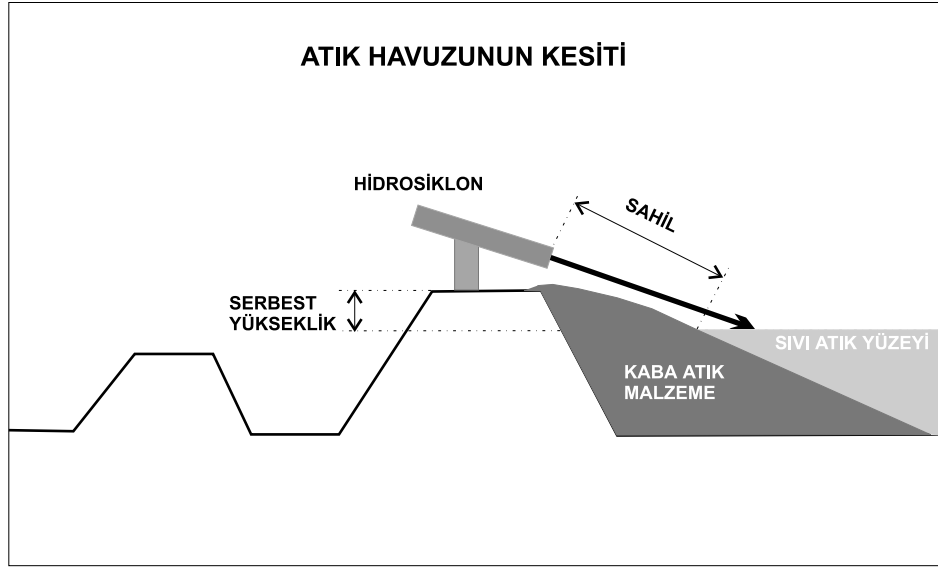 ATIK HAVUZUNUN KESİTİ
HİDROSİKLON
SAHİL
SERBEST
YÜKSEKLİK
SIVI ATIK YÜZEYİ
KABA ATIK
MALZEME